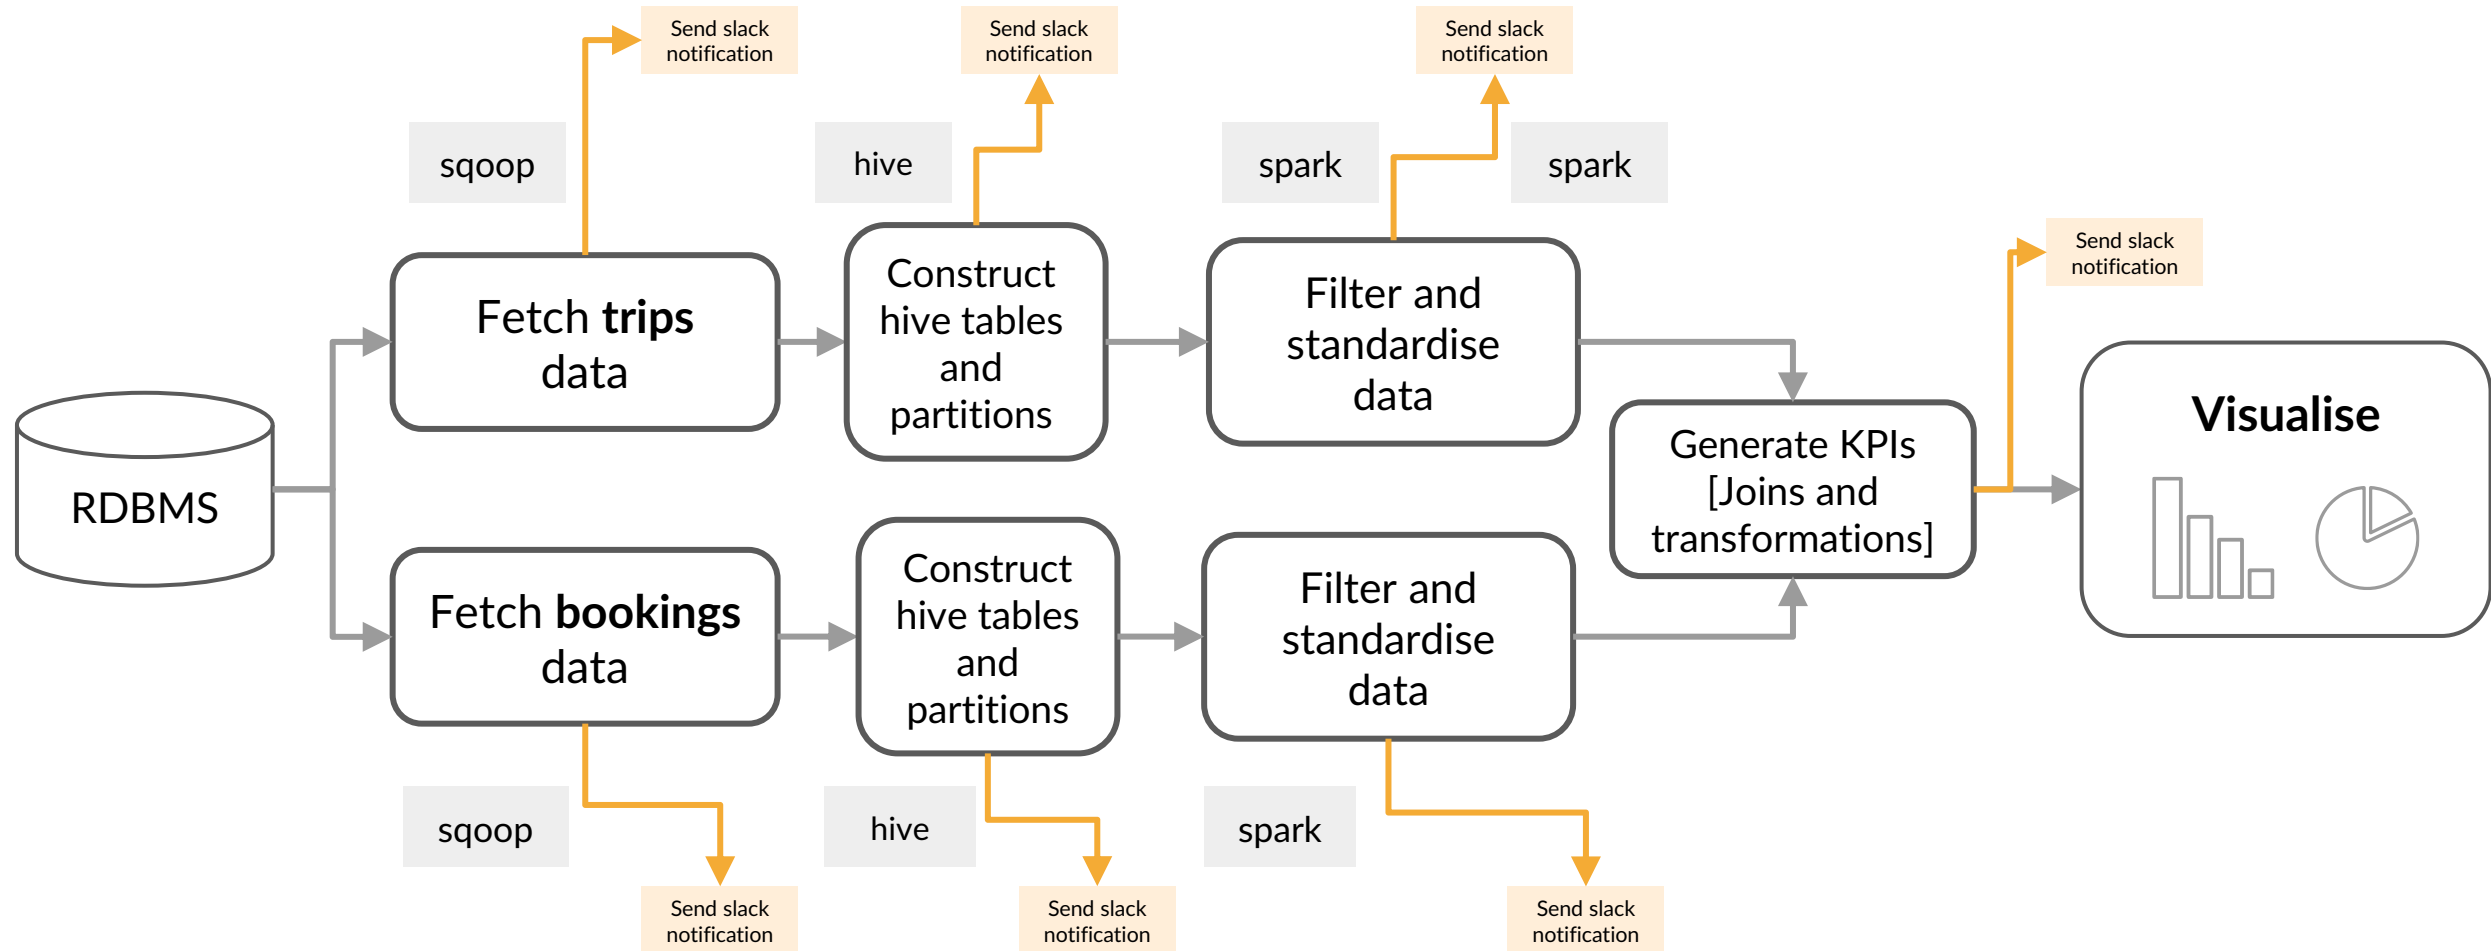 Send slack
notification
Send slack
notification
Send slack
notification
sqoop
hive
spark
spark
Send slack
notification
Fetch trips
data
Construct
hive tables
and
partitions
Filter and
standardise
data
RDBMS
Generate KPIs
[Joins and
transformations]
Visualise
Fetch bookings
data
Construct
hive tables
and
partitions
Filter and
standardise
data
sqoop
hive
spark
Send slack
notification
Send slack
notification
Send slack
notification